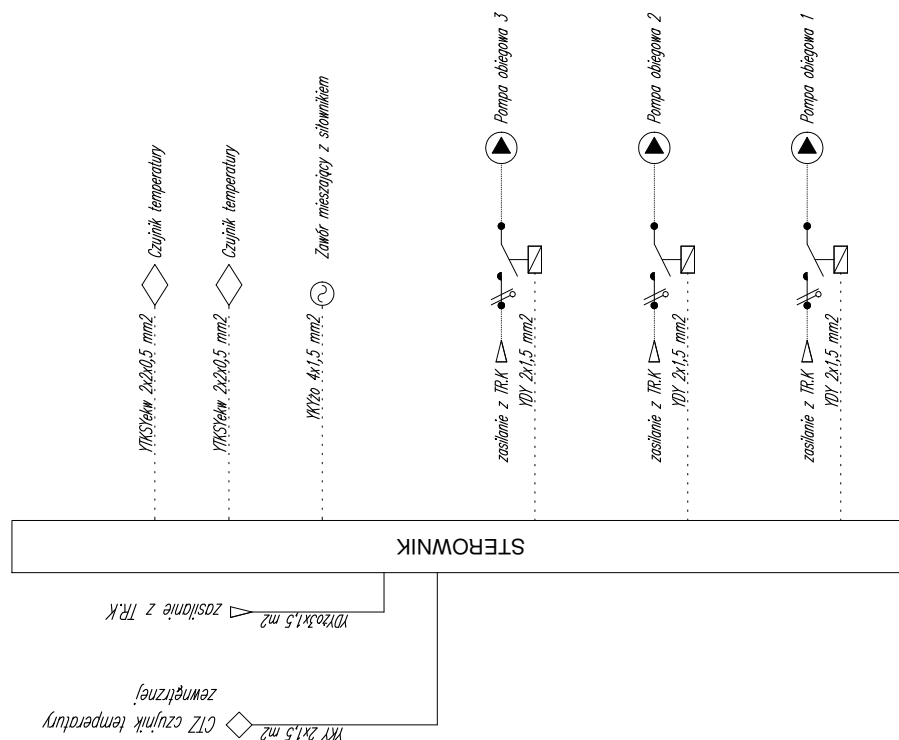 Pompa obiegowa 3
Pompa obiegowa 2
Pompa obiegowa 1
Czujnik temperatury
Czujnik temperatury
Zawór mieszający z siłownikiem
YTKSYekw 2x2x0,5 mm2
YTKSYekw 2x2x0,5 mm2
YKYżo 4x1,5 mm2
zasilanie z TR.K
YDY 2x1,5 mm2
zasilanie z TR.K
YDY 2x1,5 mm2
zasilanie z TR.K
YDY 2x1,5 mm2
STEROWNIK
zasilanie z TR.K
YDYżo3x1,5 m2
CTZ czujnik temperatury
zewnętrznej
YKY 2x1,5 m2